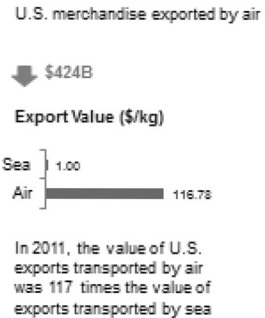 U.S. merchandise exported by air
$424B
Export Value ($/kg)
Sea 1.00
Air 116.78
In 2011, the value of U.S.
exports transported by air
was 117 times the value of
exports transported by sea